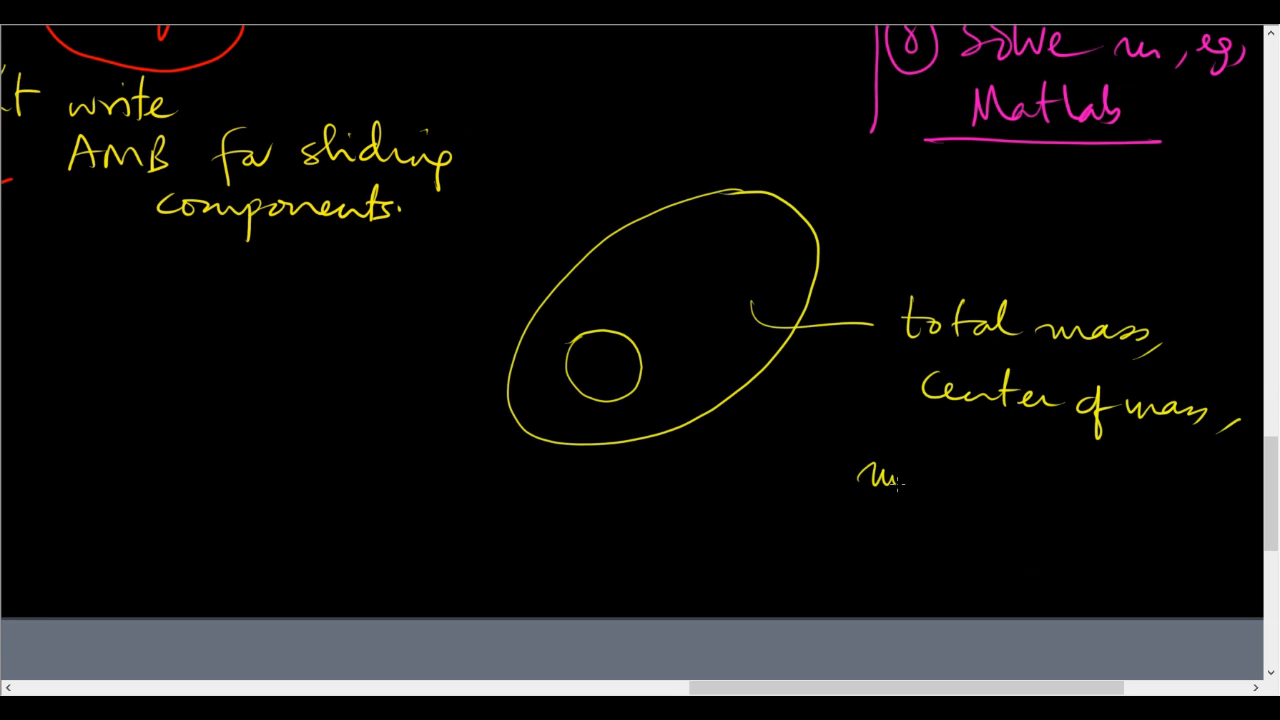 write
AMB for sliding
components.
⑧ Solve in, eg,
Matlab
total mass,
center of mass,